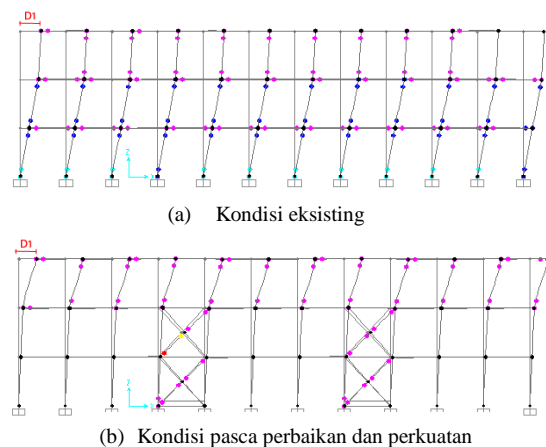 D1
Z
(a) Kondisi eksisting
D1
Z
(b) Kondisi pasca perbaikan dan perkuatan